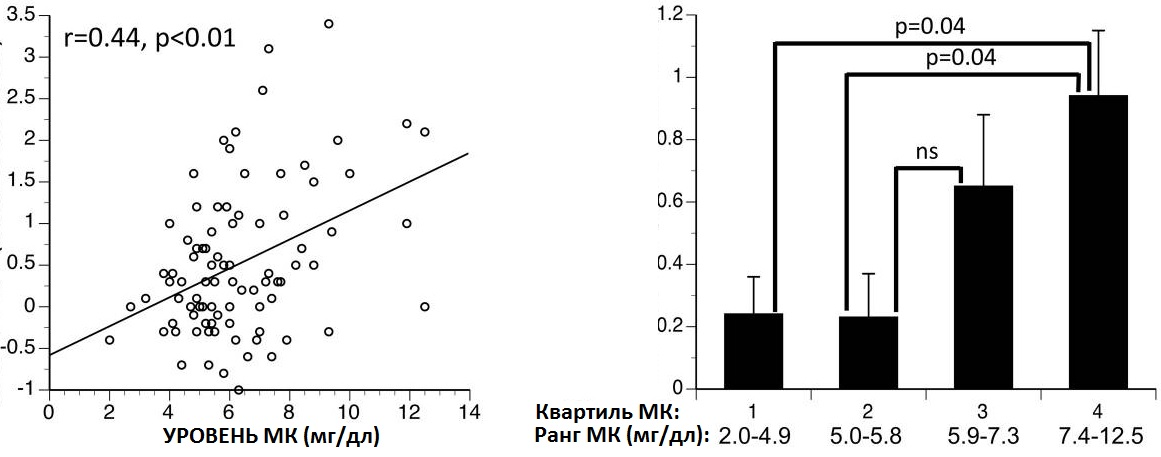 3.5
3
2.5
2
1.5
1
0.5
0
-0.5
-1
r=0.44, p<0.01
0 2 4 6 8 10 12 14
УРОВЕНЬ МК (мг/дл)
1.2
1
0.8
0.6
0.4
0.2
0
p=0.04
p=0.04
ns
Квартиль МК: 1 2 3 4
Ранг МК (мг/дл): 2.0-4.9 5.0-5.8 5.9-7.3 7.4-12.5